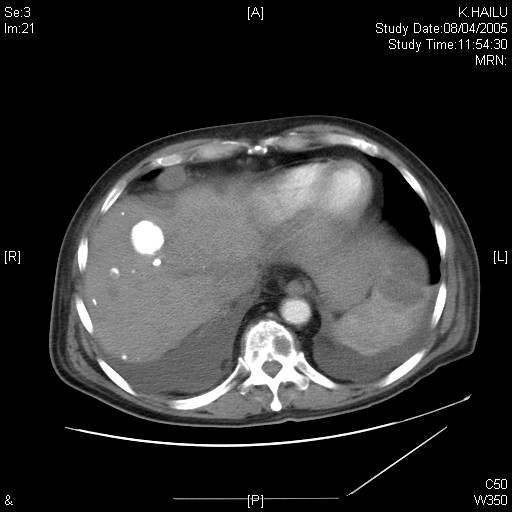 Se:3
Im:21
[A]
K.HAILU
Study Date:08/04/2005
Study Time:11:54:30
MRN:
[R]
[L]
C50
W350
&
[P]